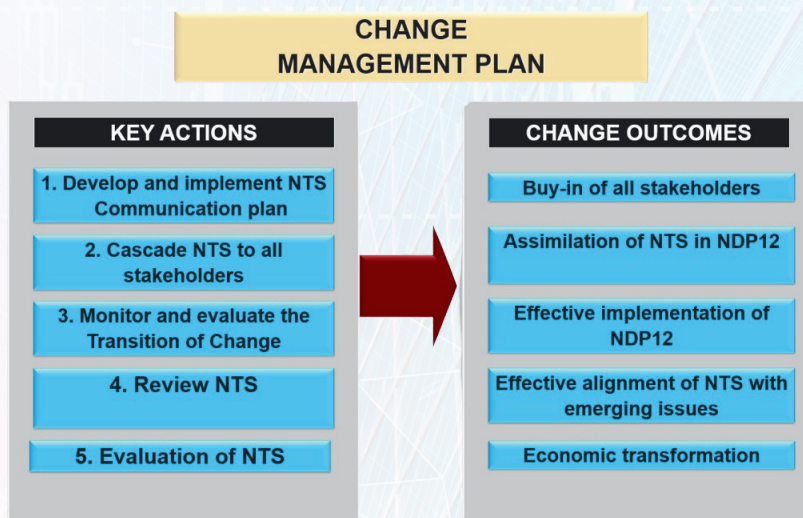 CHANGE
MANAGEMENT PLAN
KEY ACTIONS
1. Develop and implement NTS
Communication plan
2. Cascade NTS to all
stakeholders
3. Monitor and evaluate the
Transition of Change
4. Review NTS
5. Evaluation of NTS
CHANGE OUTCOMES
Buy-in of all stakeholders
Assimilation of NTS in NDP12
Effective implementation of
NDP12
Effective alignment of NTS with
emerging issues
Economic transformation